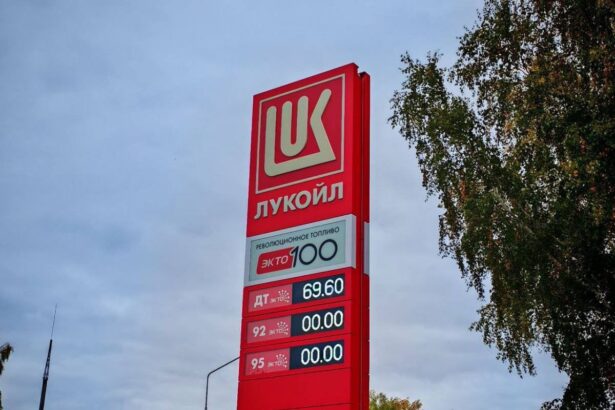 LUK
ЛУКОЙЛ
РЕВОЛЮЦИОННОЕ ТОПЛИВО
ЭКТО 100
ДТ ЭКТО 69.60
92 ЭКТО 00.00
95 ЭКТО 00.00